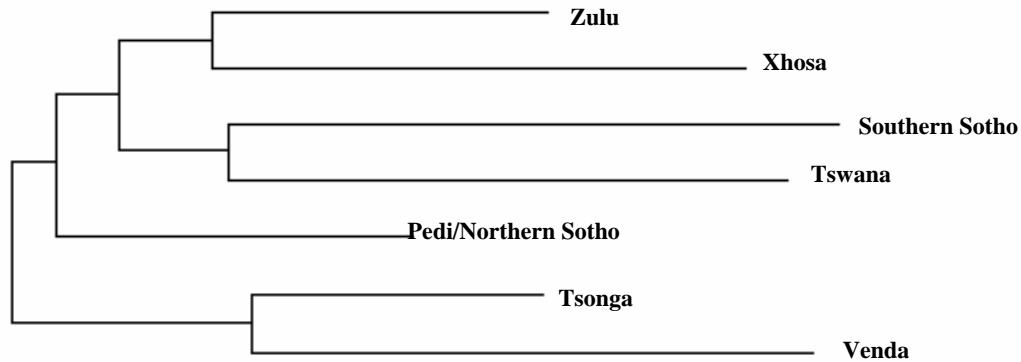 Zulu
Xhosa
Southern Sotho
Tswana
Pedi/Northern Sotho
Tsonga
Venda